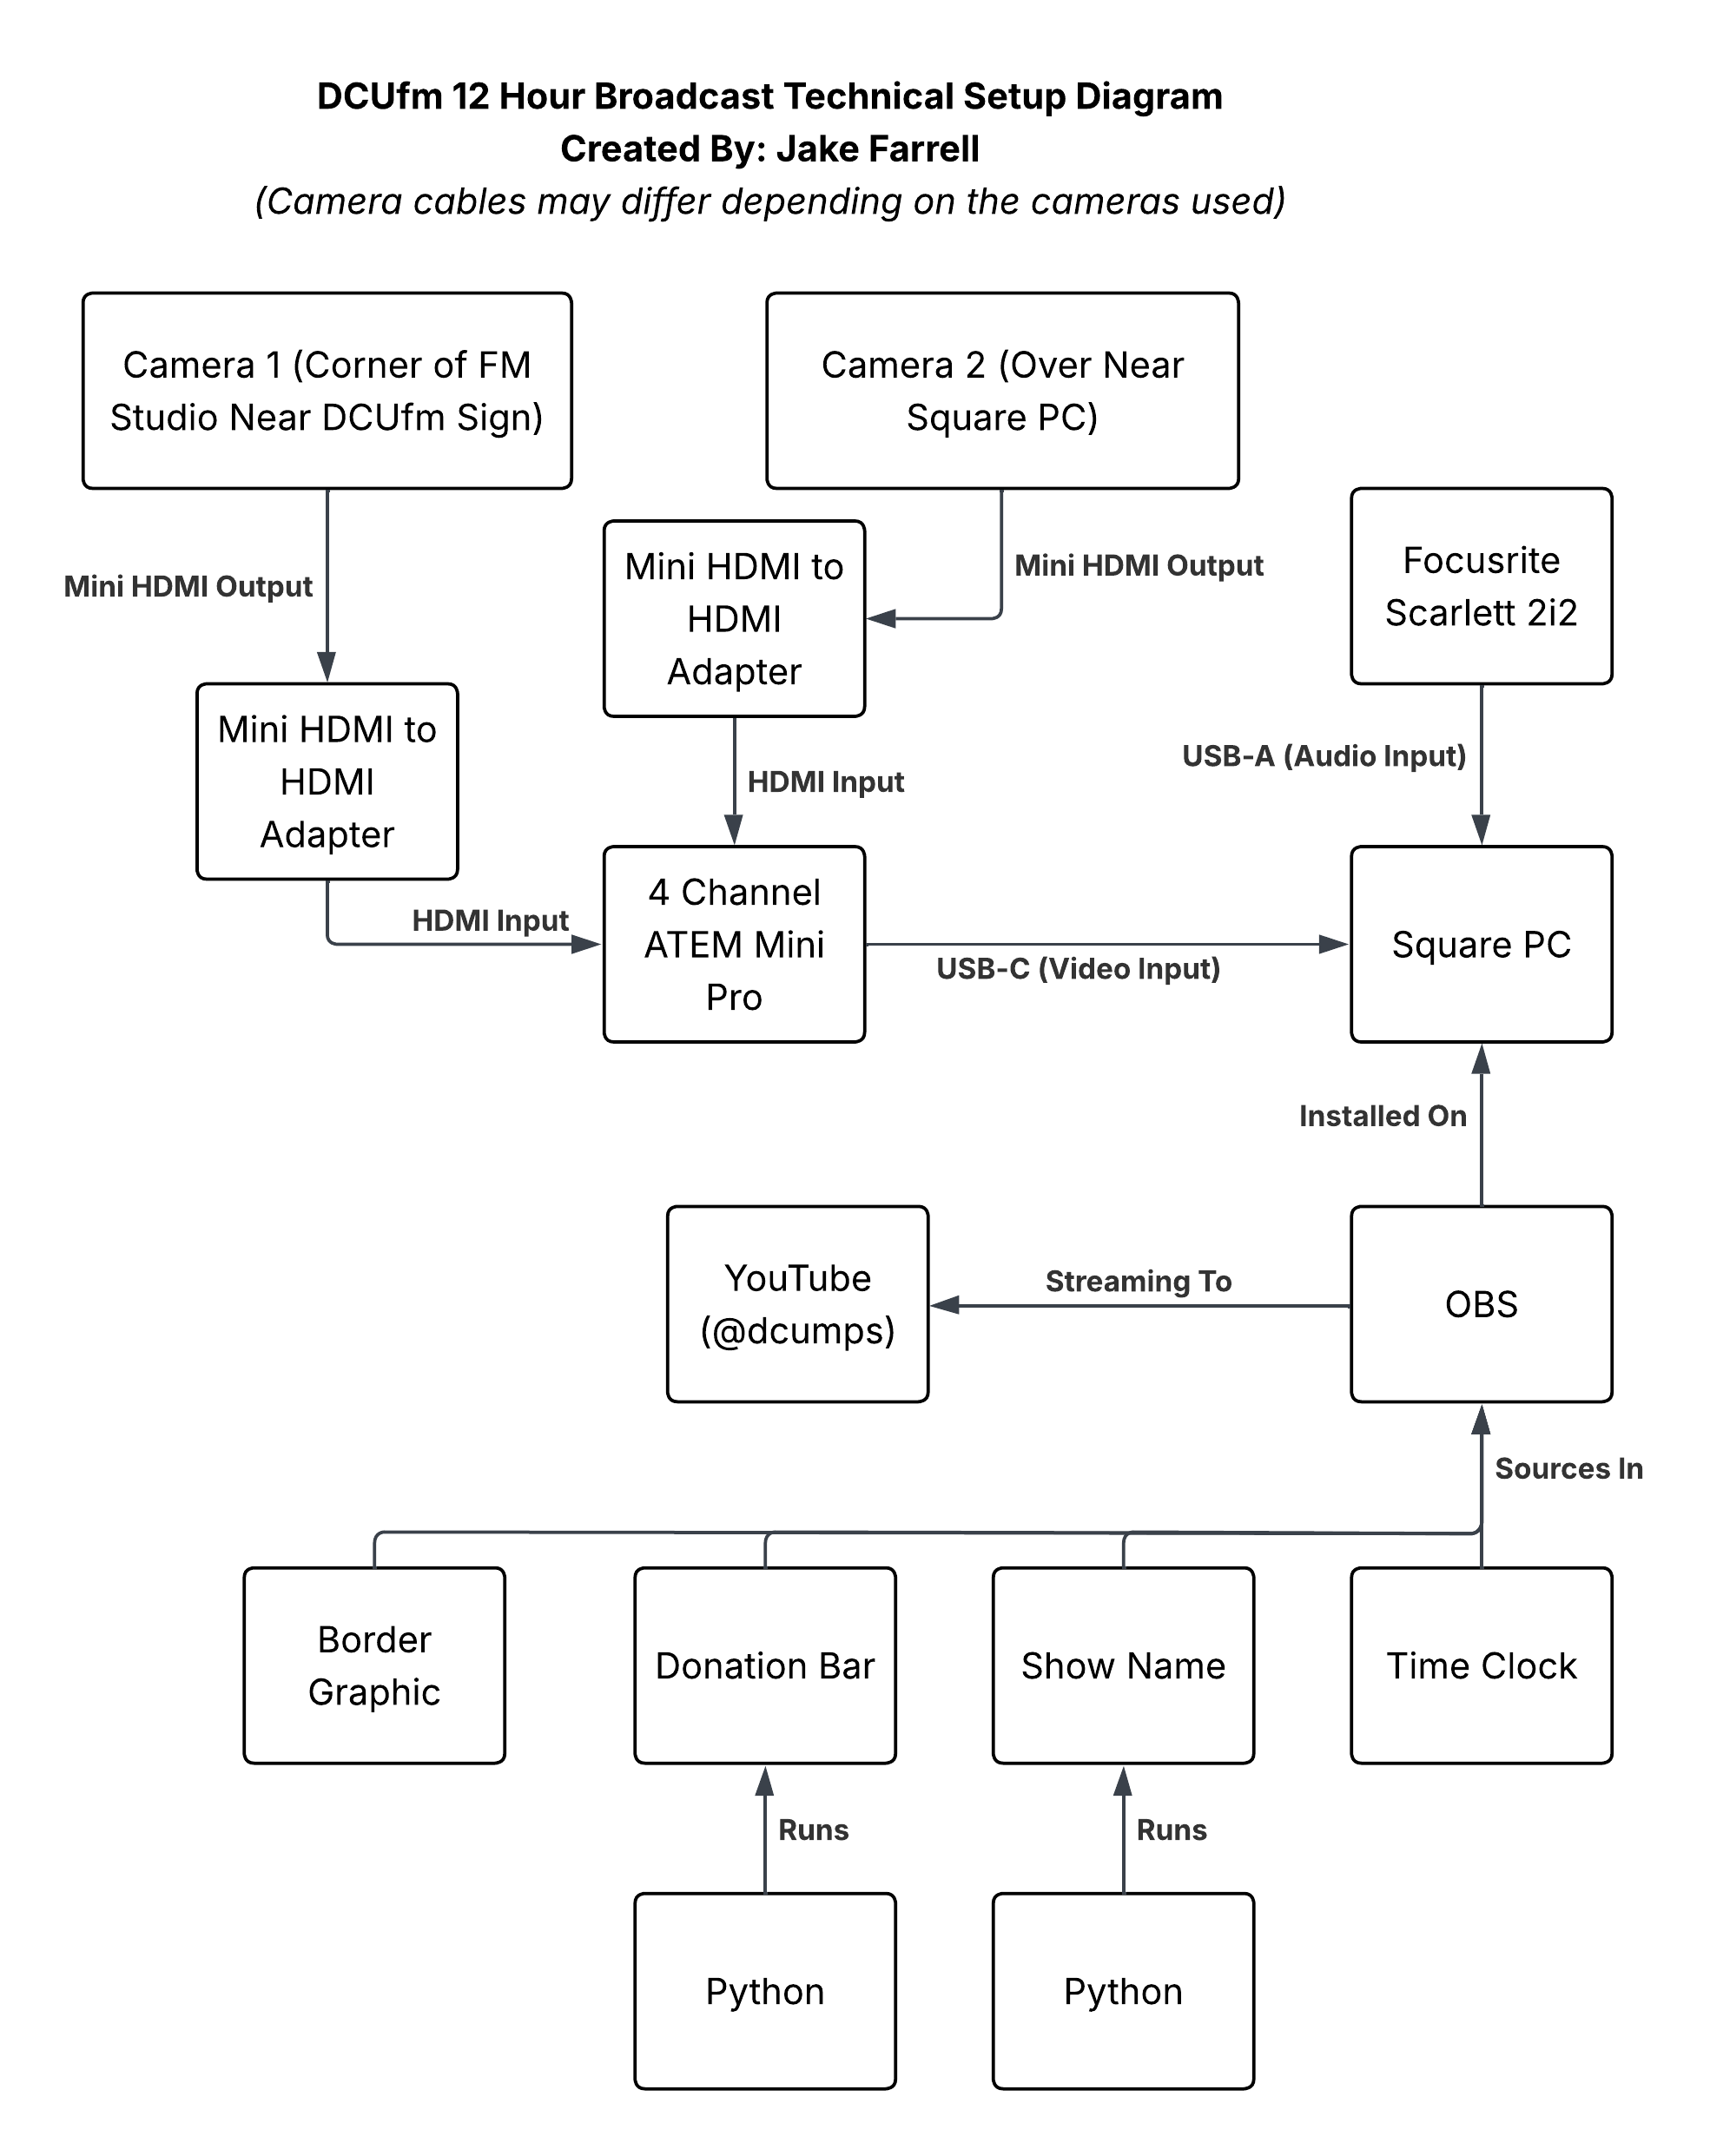 DCUfm 12 Hour Broadcast Technical Setup Diagram
Created By: Jake Farrell
(Camera cables may differ depending on the cameras used)
Camera 1 (Corner of FM
Studio Near DCUfm Sign)
Camera 2 (Over Near
Square PC)
Mini HDMI Output
Mini HDMI to
HDMI
Adapter
Mini HDMI Output
Focusrite
Scarlett 2i2
Mini HDMI to
HDMI
Adapter
HDMI Input
USB-A (Audio Input)
HDMI Input
4 Channel
ATEM Mini
Pro
USB-C (Video Input)
Square PC
Installed On
YouTube
(@dcumps)
Streaming To
OBS
Sources In
Border
Graphic
Donation Bar
Show Name
Time Clock
Runs
Runs
Python
Python